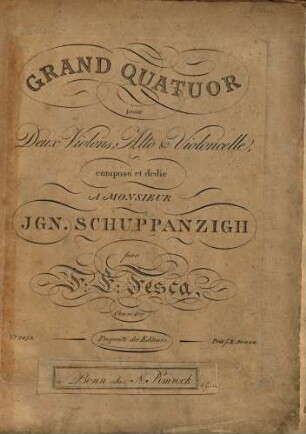 GRAND QUATUOR
pour
Deux Violons, Alto & Violoncelle,
composé et dedié
A MONSIEUR
JGN. SCHUPPANZIGH
par
F. E. Fesca,
Propriété des Editeurs
Bonn chez N. Simrock